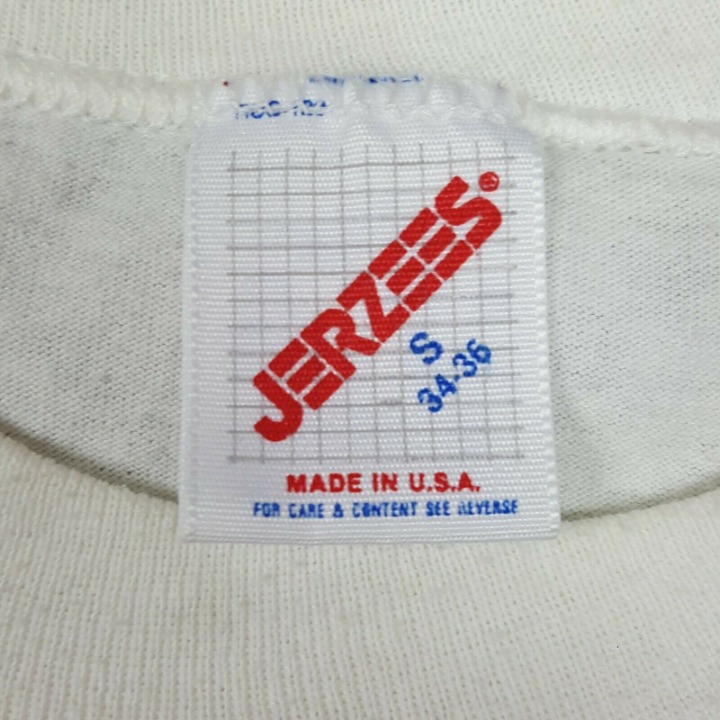 JERZEES®
S
34-36
MADE IN U.S.A.
FOR CARE & CONTENT SEE REVERSE